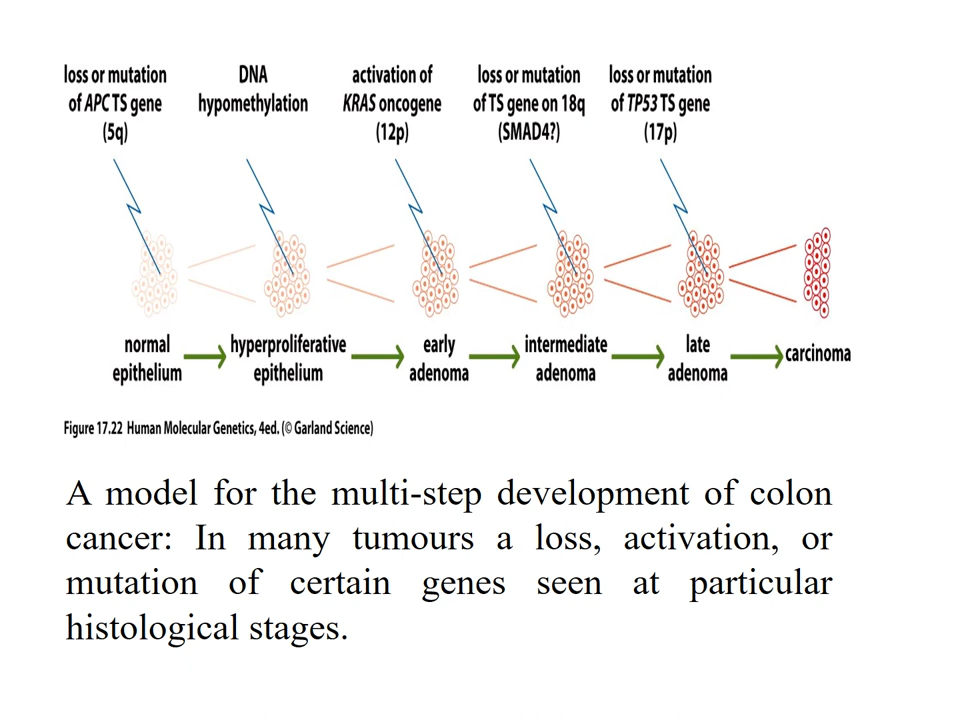 loss or mutation
of APC TS gene
(5q)
DNA
hypomethylation
activation of
KRAS oncogene
(12p)
loss or mutation
of TS gene on 18q
(SMAD4?)
loss or mutation
of TP53 TS gene
(17p)
normal
epithelium
hyperproliferative
epithelium
early
adenoma
intermediate
adenoma
late
adenoma
carcinoma
Figure 17.22 Human Molecular Genetics, 4ed. (© Garland Science)
A model for the multi-step development of colon
cancer: In many tumours a loss, activation, or
mutation of certain genes seen at particular
histological stages.